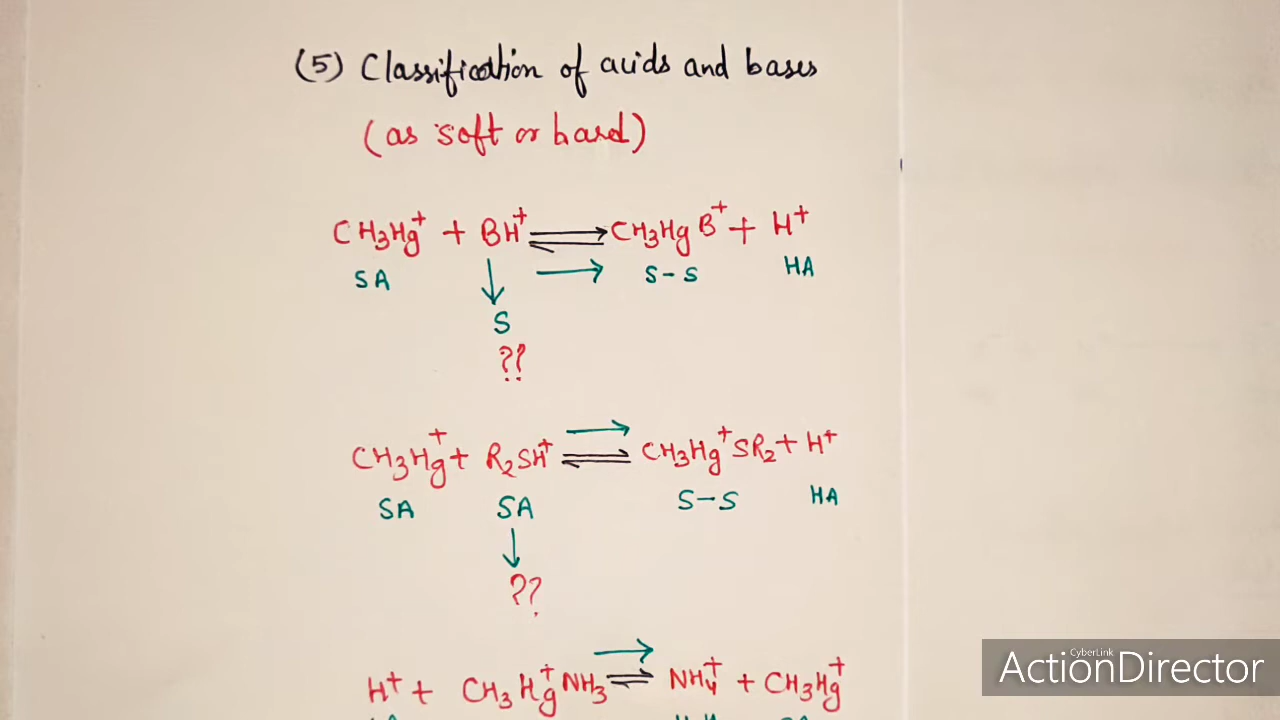 (5) Classification of acids and bases
(as soft or hard)
CH3Hg+ + BH+ ⇌ CH3Hg B+ + H+
SA → S-S HA
↓
S
??
→
CH3Hg+ + R2SH+ ⇌ CH3Hg+SR2 + H+
SA SA S-S HA
↓
??
→
H+ + CH3Hg+NH3 ⇌ NH4+ + CH3Hg+
CyberLink
ActionDirector